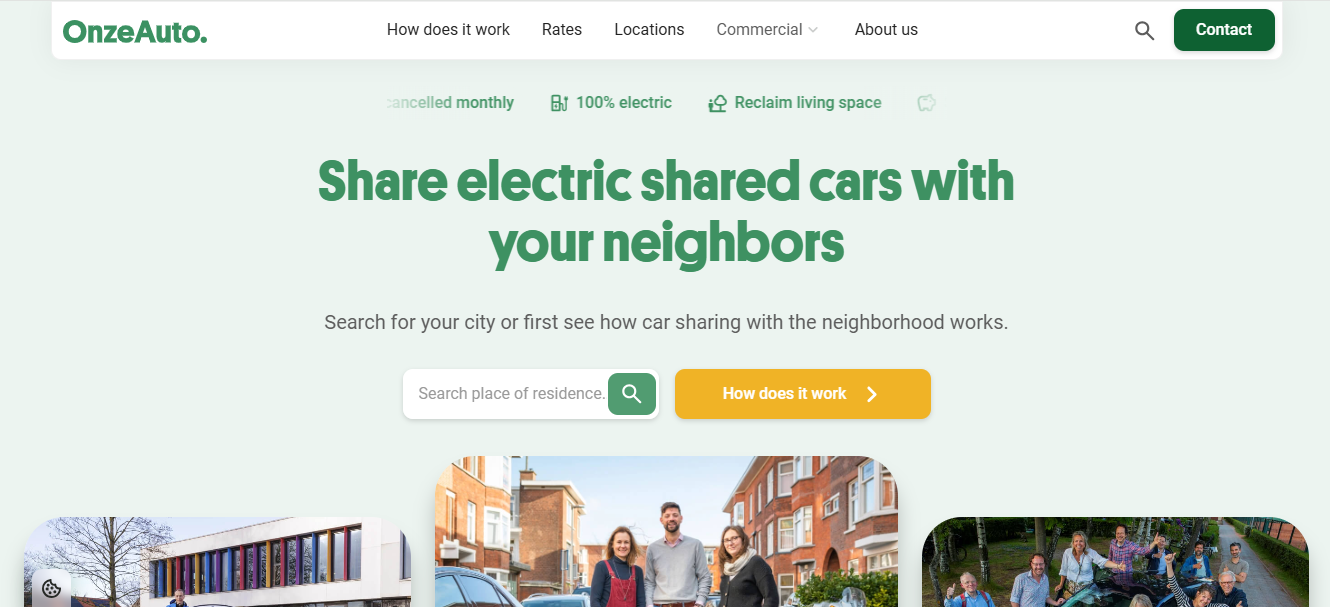 OnzeAuto.
How does it work
Rates
Locations
Commercial
About us
Contact
cancelled monthly
100% electric
Reclaim living space
Share electric shared cars with
your neighbors
Search for your city or first see how car sharing with the neighborhood works.
Search place of residence.
How does it work